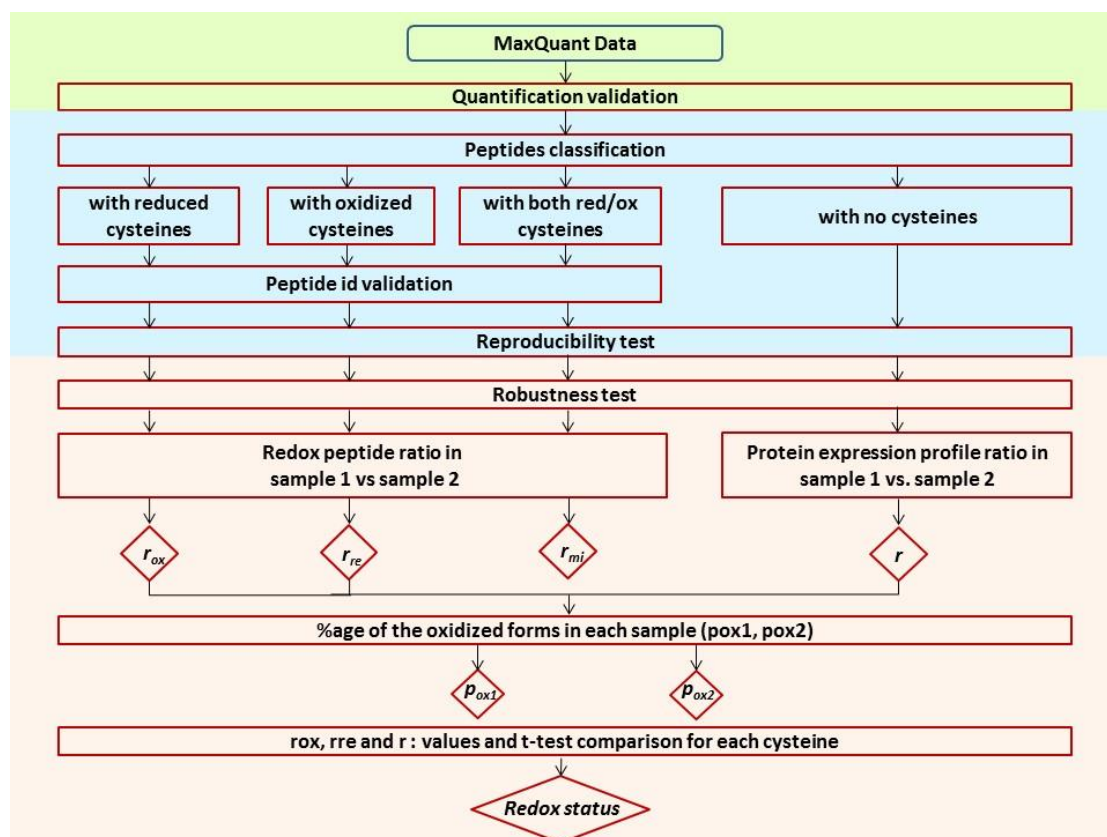 MaxQuant Data
Quantification validation
Peptides classification
with reduced
cysteines
with oxidized
cysteines
with both red/ox
cysteines
with no cysteines
Peptide id validation
Reproducibility test
Robustness test
Redox peptide ratio in
sample 1 vs sample 2
Protein expression profile ratio in
sample 1 vs. sample 2
rox
rre
rmi
r
%age of the oxidized forms in each sample (pox1, pox2)
pox1
pox2
rox, rre and r : values and t-test comparison for each cysteine
Redox status